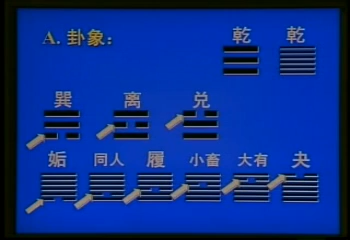 A. 卦象:
乾 乾
巽 离 兑
姤 同人 履 小畜 大有 夬